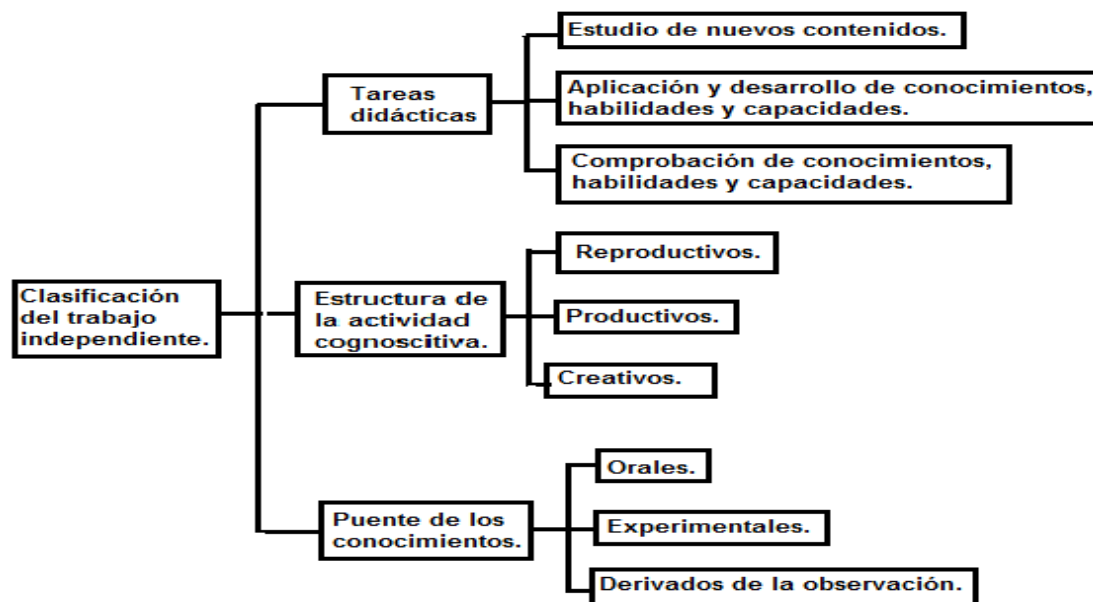 Estudio de nuevos contenidos.
Tareas
didácticas
Aplicación y desarrollo de conocimientos,
habilidades y capacidades.
Comprobación de conocimientos,
habilidades y capacidades.
Clasificación
del trabajo
independiente.
Estructura de
la actividad
cognoscitiva.
Reproductivos.
Productivos.
Creativos.
Puente de los
conocimientos.
Orales.
Experimentales.
Derivados de la observación.